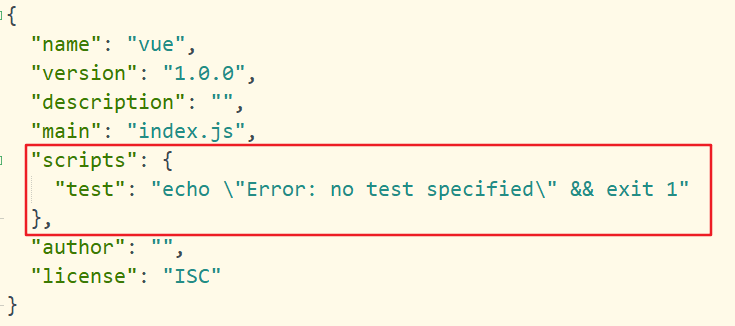 {
  "name": "vue",
  "version": "1.0.0",
  "description": "",
  "main": "index.js",
  "scripts": {
    "test": "echo \"Error: no test specified\" && exit 1"
  },
  "author": "",
  "license": "ISC"
}